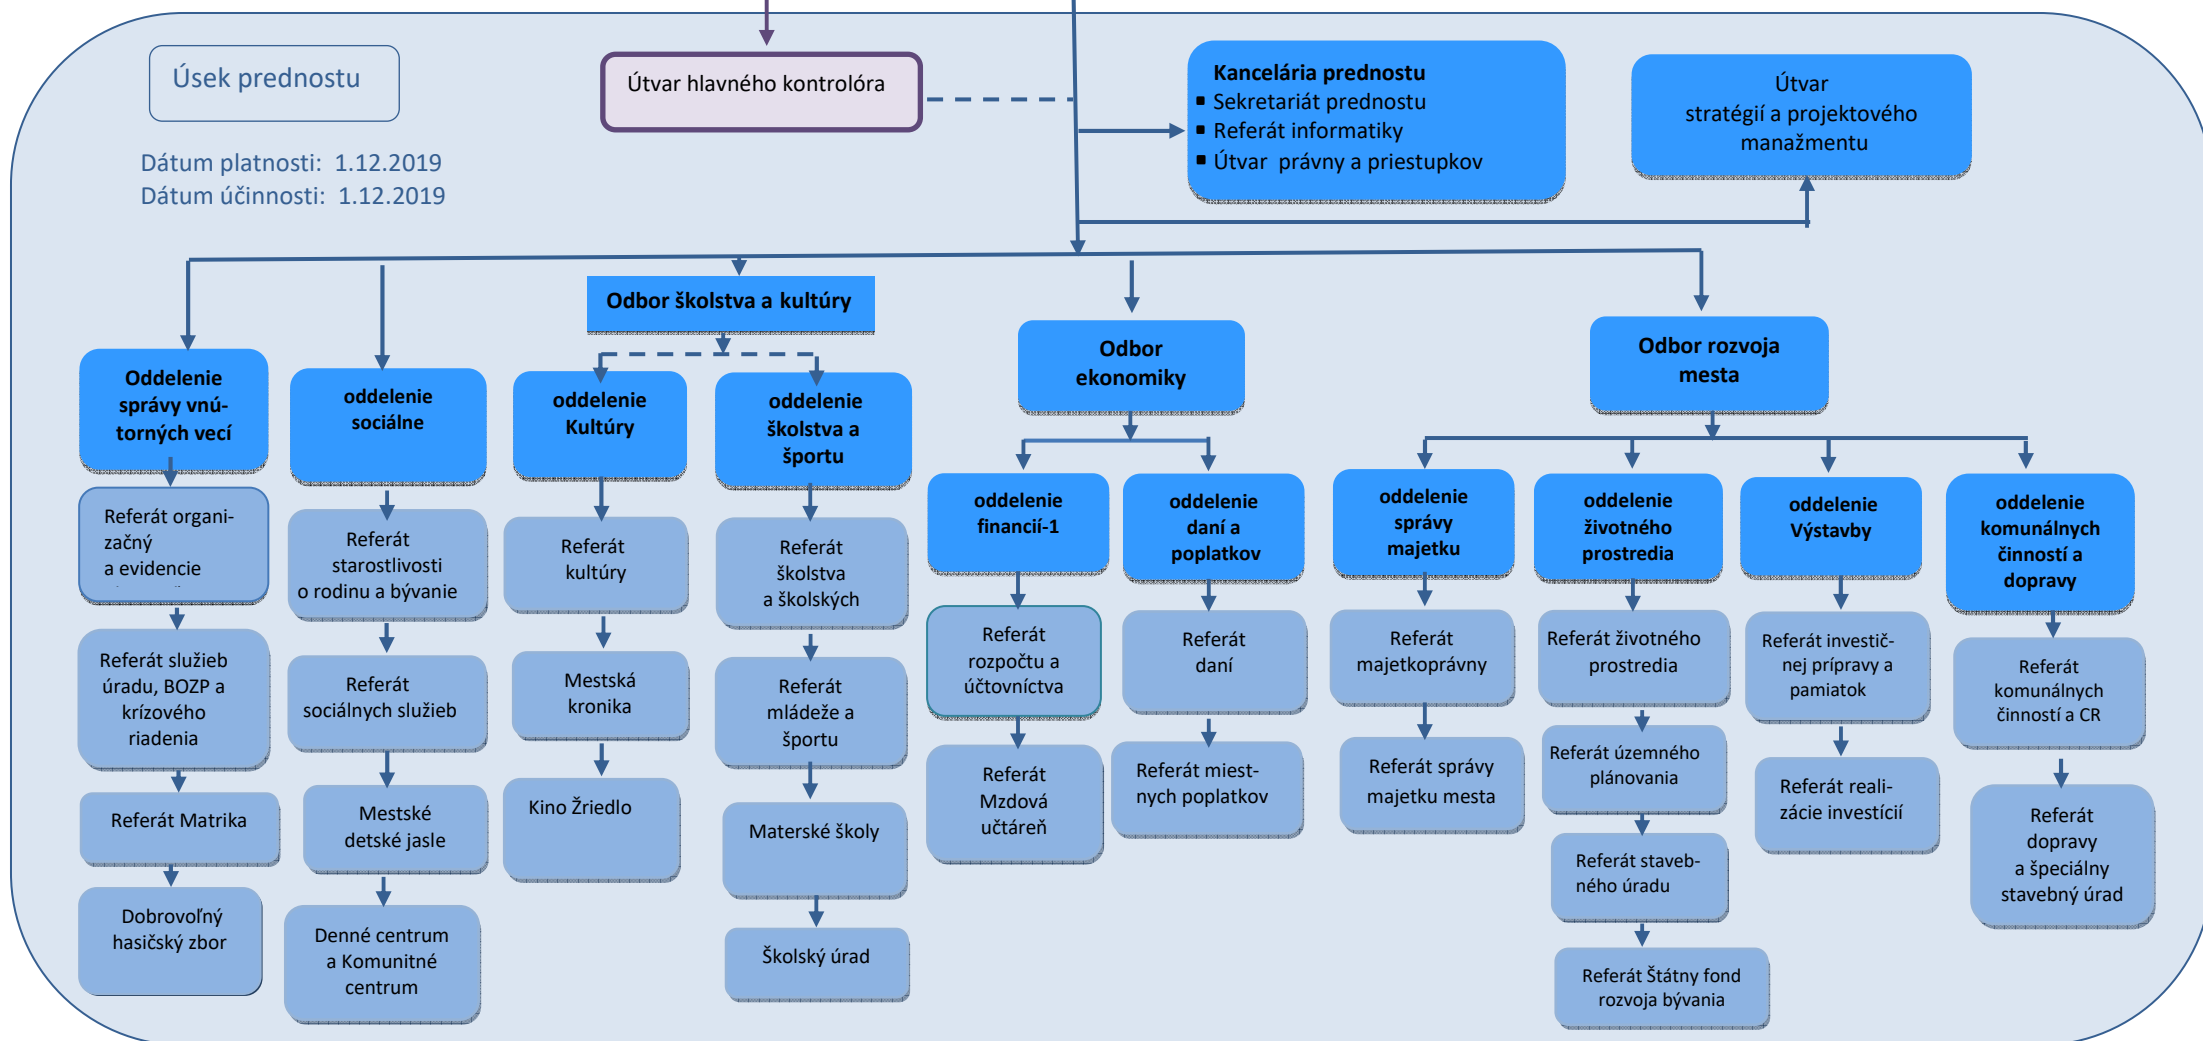 Úsek prednostu
Dátum platnosti: 1.12.2019
Dátum účinnosti: 1.12.2019
Útvar hlavného kontrolóra
Kancelária prednostu
▪ Sekretariát prednostu
▪ Referát informatiky
▪ Útvar právny a priestupkov
Útvar
stratégií a projektového
manažmentu
Odbor školstva a kultúry
Odbor
ekonomiky
Odbor rozvoja
mesta
Oddelenie
správy vnú-
torných vecí
oddelenie
sociálne
oddelenie
Kultúry
oddelenie
školstva a
športu
oddelenie
financií-1
oddelenie
daní a
poplatkov
oddelenie
správy
majetku
oddelenie
životného
prostredia
oddelenie
Výstavby
oddelenie
komunálnych
činností a
dopravy
Referát organi-
začný
a evidencie
Referát služieb
úradu, BOZP a
krízového
riadenia
Referát Matrika
Dobrovoľný
hasičský zbor
Referát
starostlivosti
o rodinu a bývanie
Referát
sociálnych služieb
Mestské
detské jasle
Denné centrum
a Komunitné
centrum
Referát
kultúry
Mestská
kronika
Kino Žriedlo
Referát
školstva
a školských
Referát
mládeže a
športu
Materské školy
Školský úrad
Referát
rozpočtu a
účtovníctva
Referát
Mzdová
učtáreň
Referát
daní
Referát miest-
nych poplatkov
Referát
majetkoprávny
Referát správy
majetku mesta
Referát životného
prostredia
Referát územného
plánovania
Referát staveb-
ného úradu
Referát Štátny fond
rozvoja bývania
Referát investič-
nej prípravy a
pamiatok
Referát reali-
zácie investícií
Referát
komunálnych
činností a CR
Referát
dopravy
a špeciálny
stavebný úrad